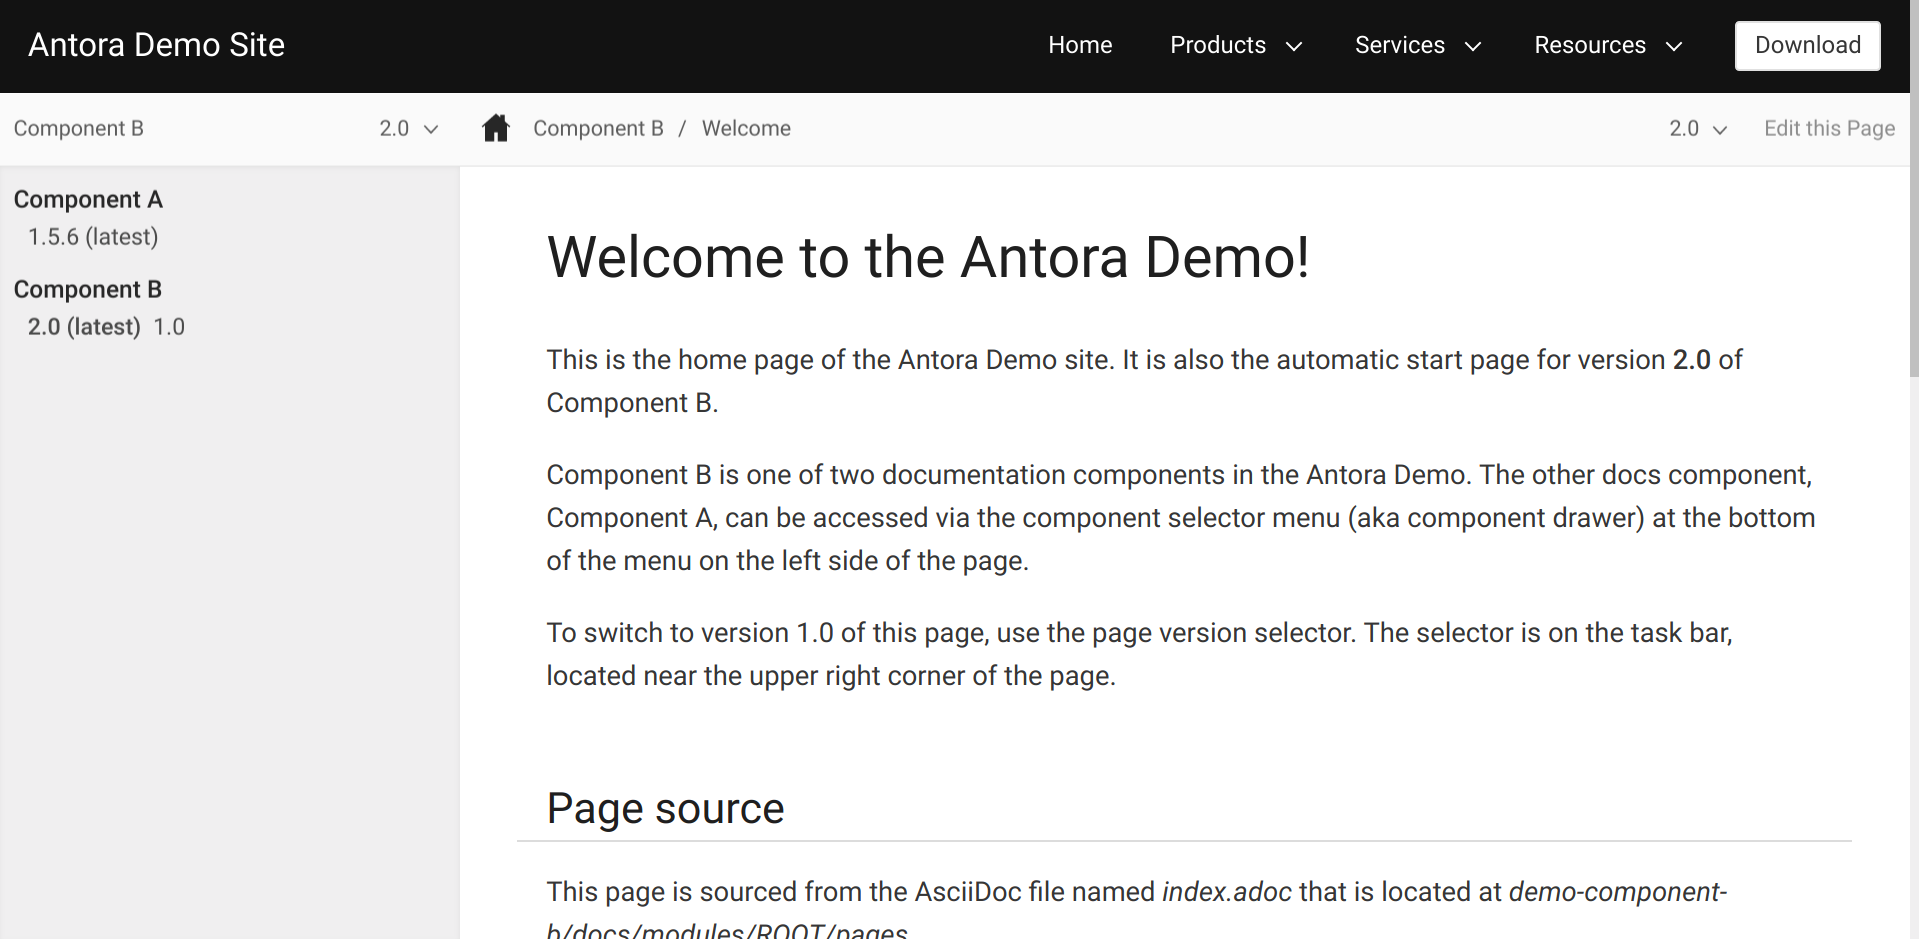 Antora Demo Site
Home
Products
Services
Resources
Download
Component B
2.0
Component B / Welcome
2.0
Edit this Page
Component A
1.5.6 (latest)
Component B
2.0 (latest) 1.0
Welcome to the Antora Demo!
This is the home page of the Antora Demo site. It is also the automatic start page for version 2.0 of
Component B.
Component B is one of two documentation components in the Antora Demo. The other docs component,
Component A, can be accessed via the component selector menu (aka component drawer) at the bottom
of the menu on the left side of the page.
To switch to version 1.0 of this page, use the page version selector. The selector is on the task bar,
located near the upper right corner of the page.
Page source
This page is sourced from the AsciiDoc file named index.adoc that is located at demo-component-
b/docs/modules/ROOT/pages